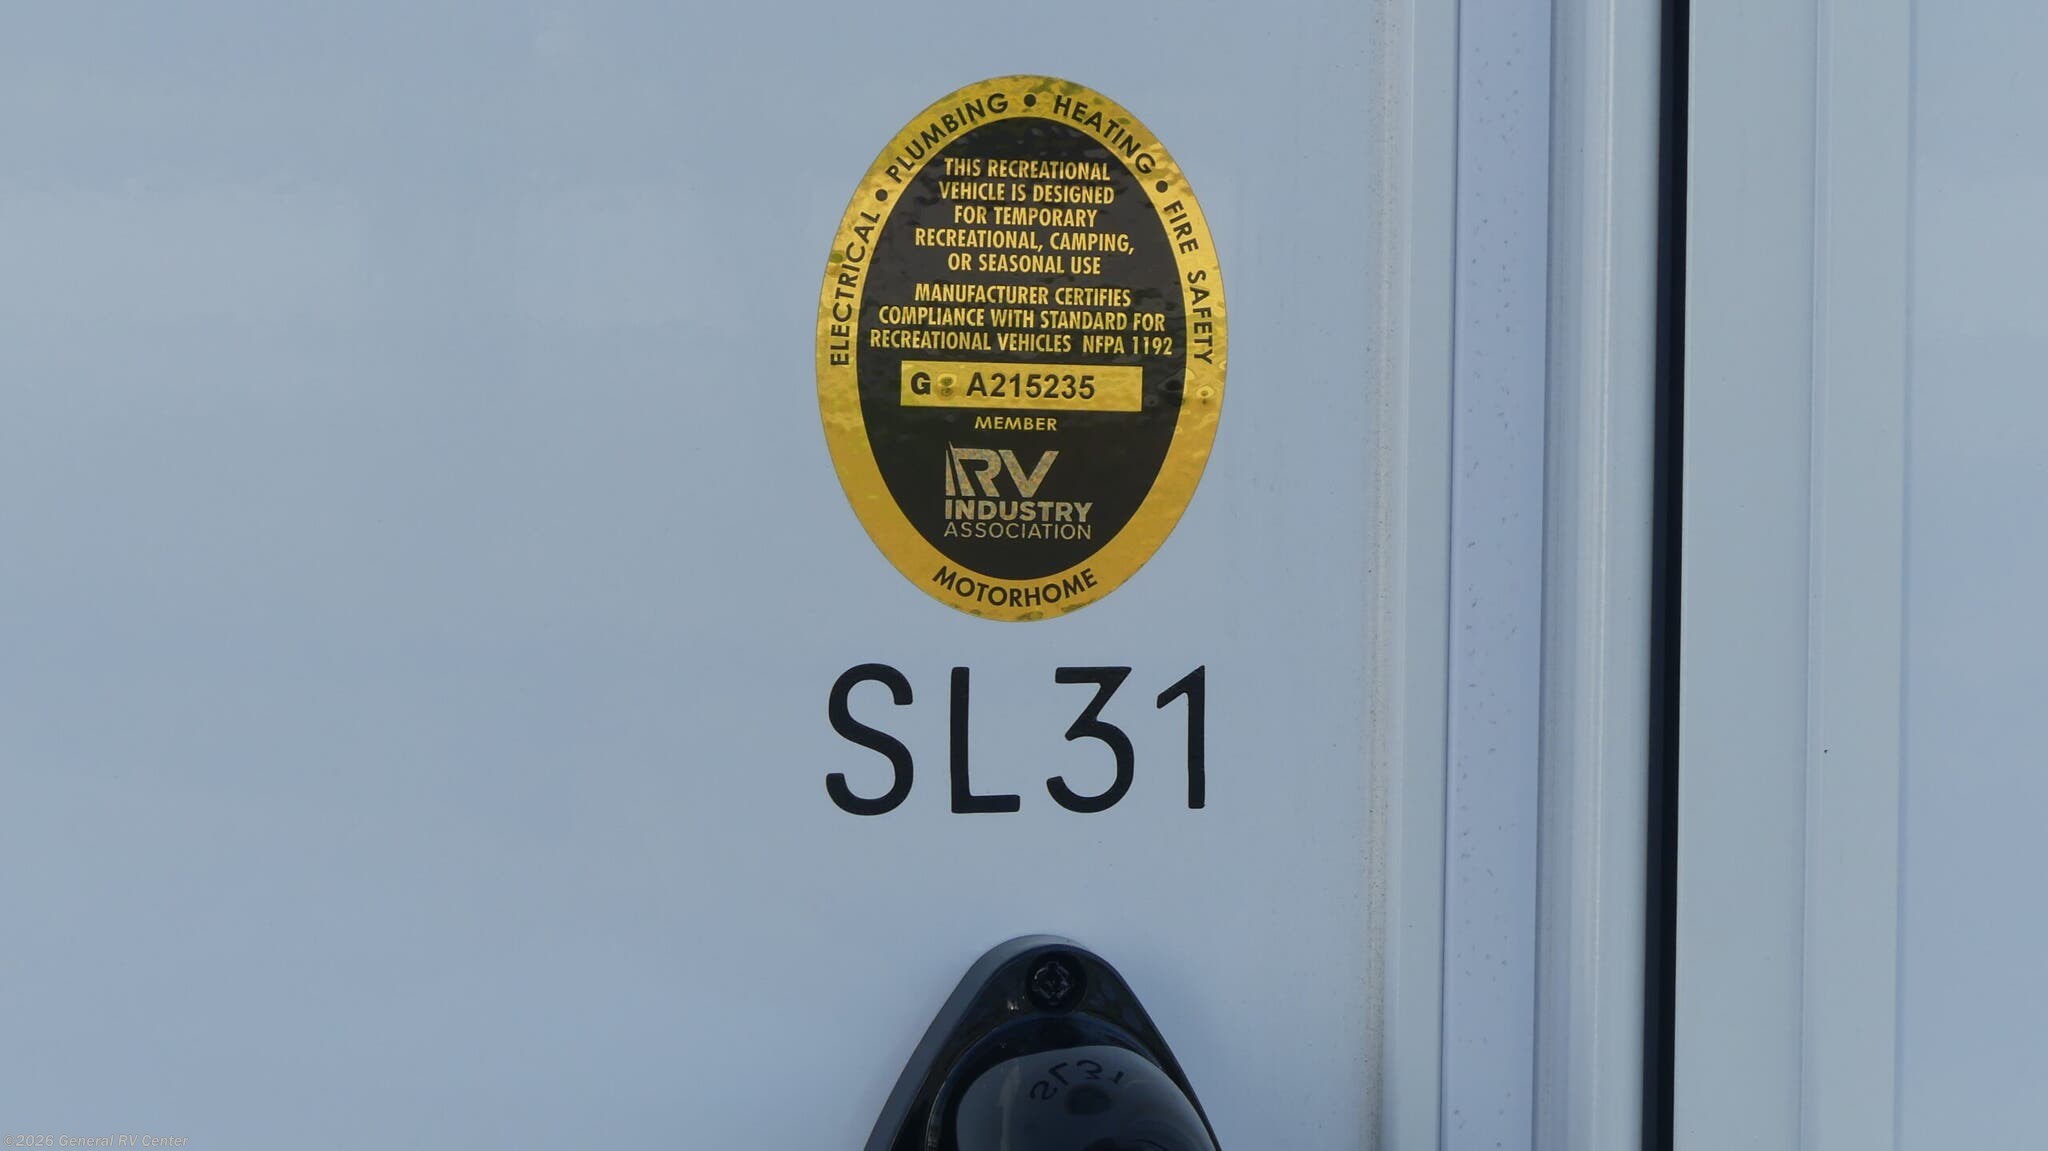 ELECTRICAL • PLUMBING • HEATING • FIRE SAFETY
THIS RECREATIONAL
VEHICLE IS DESIGNED
FOR TEMPORARY
RECREATIONAL, CAMPING,
OR SEASONAL USE
MANUFACTURER CERTIFIES
COMPLIANCE WITH STANDARD FOR
RECREATIONAL VEHICLES NFPA 1192
G A215235
MEMBER
RV
INDUSTRY
ASSOCIATION
MOTORHOME
SL31
SL31
©2026 General RV Center